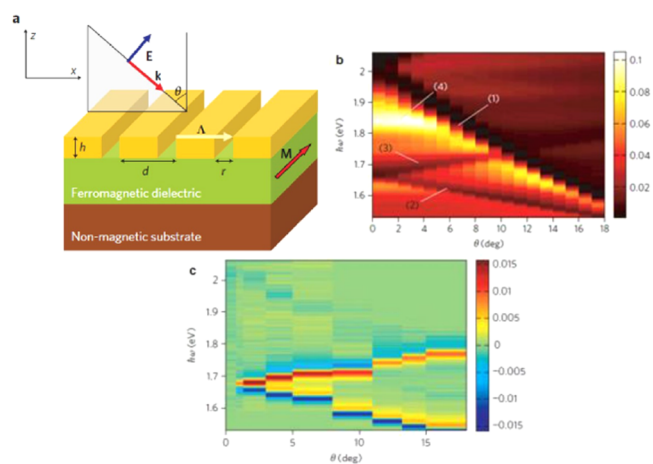 a
z
x
E
k
θ
Λ
h
d
r
M
Ferromagnetic dielectric
Non-magnetic substrate
b
ħω (eV)
2
1.9
1.8
1.7
1.6
(4)
(1)
(3)
(2)
0 2 4 6 8 10 12 14 16 18
θ (deg)
0.1
0.08
0.06
0.04
0.02
c
ħω (eV)
2
1.9
1.8
1.7
1.6
0 5 10 15
θ (deg)
0.015
0.01
0.005
0
−0.005
−0.01
−0.015